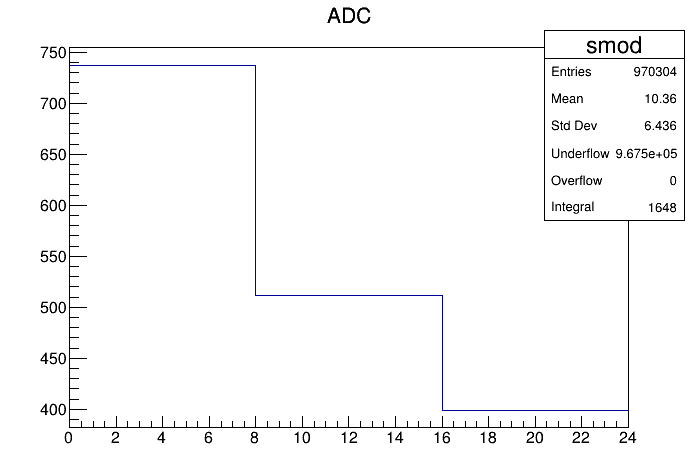 ADC
smod
Entries 970304
Mean 10.36
Std Dev 6.436
Underflow 9.675e+05
Overflow 0
Integral 1648
750
700
650
600
550
500
450
400
0 2 4 6 8 10 12 14 16 18 20 22 24